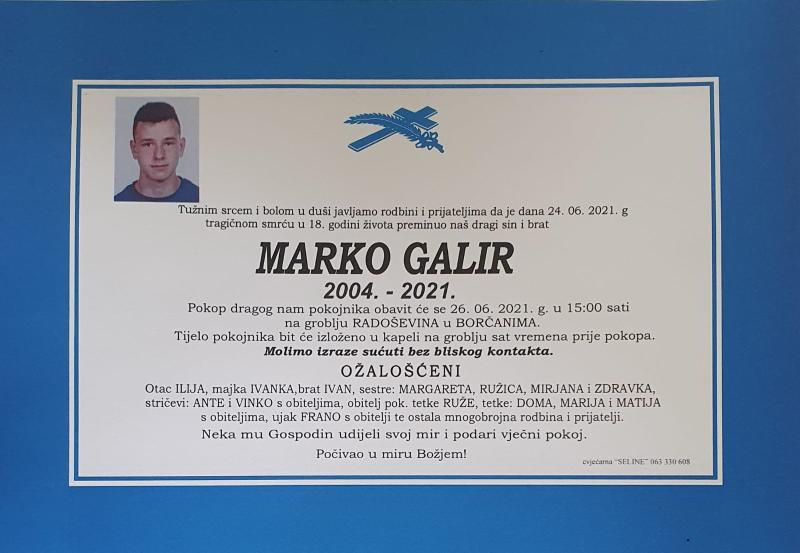 Tužnim srcem i bolom u duši javljamo rodbini i prijateljima da je dana 24. 06. 2021. g
tragičnom smrću u 18. godini života preminuo naš dragi sin i brat
MARKO GALIR
2004. - 2021.
Pokop dragog nam pokojnika obavit će se 26. 06. 2021. g. u 15:00 sati
na groblju RADOŠEVINA u BORČANIMA.
Tijelo pokojnika bit će izloženo u kapeli na groblju sat vremena prije pokopa.
Molimo izraze sućuti bez bliskog kontakta.
OŽALOŠĆENI
Otac ILIJA, majka IVANKA,brat IVAN, sestre: MARGARETA, RUŽICA, MIRJANA i ZDRAVKA,
stričevi: ANTE i VINKO s obiteljima, obitelj pok. tetke RUŽE, tetke: DOMA, MARIJA i MATIJA
s obiteljima, ujak FRANO s obitelji te ostala mnogobrojna rodbina i prijatelji.
Neka mu Gospodin udijeli svoj mir i podari vječni pokoj.
Počivao u miru Božjem!
cvjećarna "SELINE" 063 330 608